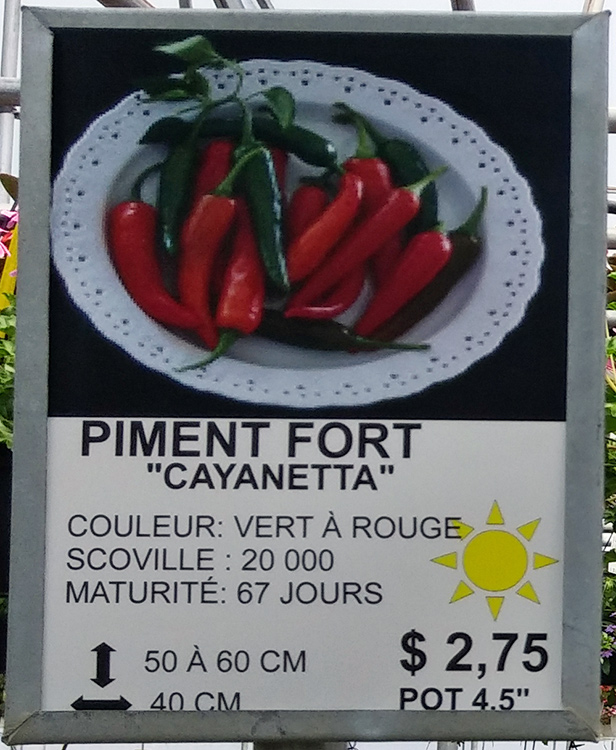 PIMENT FORT
"CAYANETTA"
COULEUR: VERT À ROUGE
SCOVILLE : 20 000
MATURITÉ: 67 JOURS
50 À 60 CM
$ 2,75
40 CM
POT 4.5"